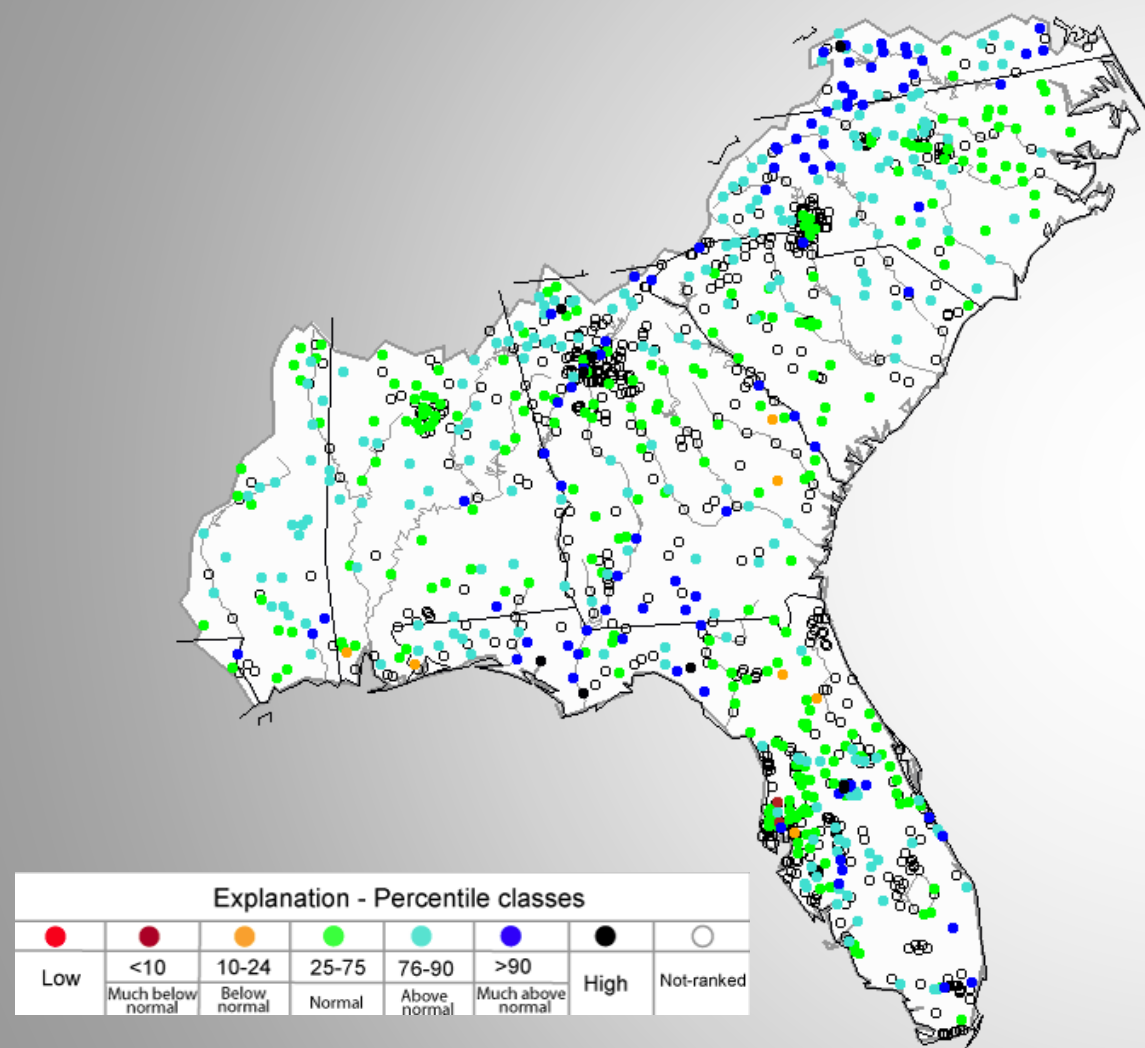 Explanation - Percentile classes
Low <10 10-24 25-75 76-90 >90 High Not-ranked
Much below normal Below normal Normal Above normal Much above normal